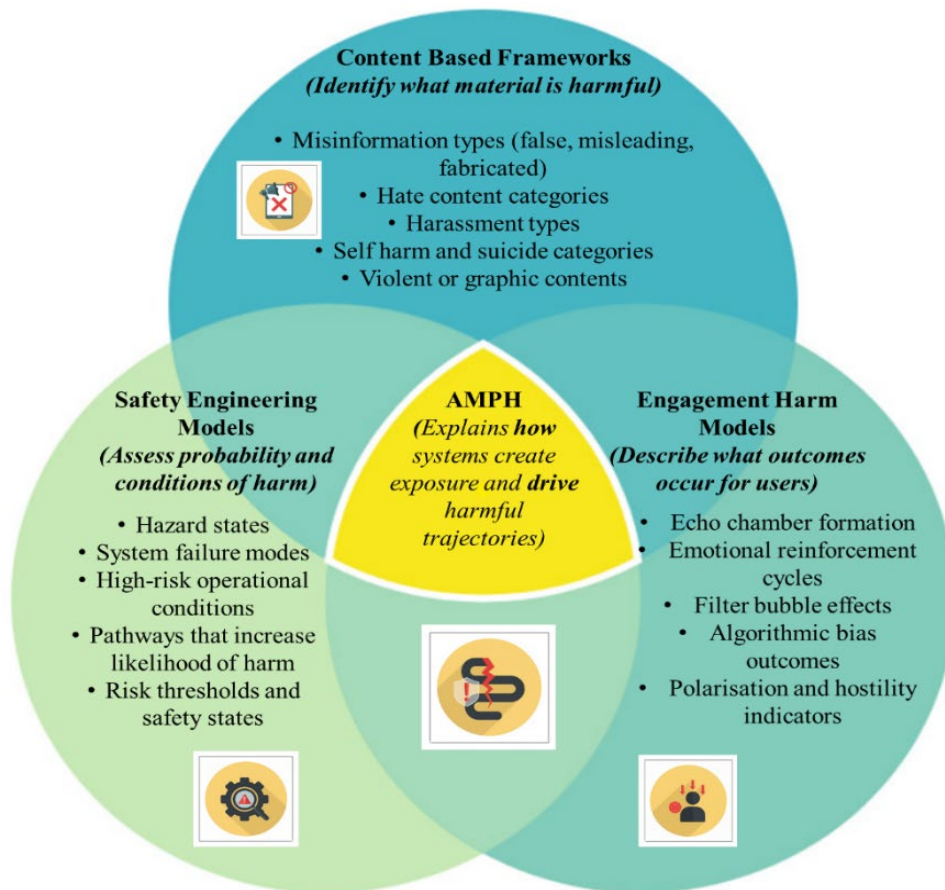 Content Based Frameworks
(Identify what material is harmful)
• Misinformation types (false, misleading,
fabricated)
• Hate content categories
• Harassment types
• Self harm and suicide categories
• Violent or graphic contents
Safety Engineering
Models
(Assess probability and
conditions of harm)
• Hazard states
• System failure modes
• High-risk operational
conditions
• Pathways that increase
likelihood of harm
• Risk thresholds and
safety states
AMPH
(Explains how
systems create
exposure and drive
harmful
trajectories)
Engagement Harm
Models
(Describe what outcomes
occur for users)
• Echo chamber formation
• Emotional reinforcement
cycles
• Filter bubble effects
• Algorithmic bias
outcomes
• Polarisation and hostility
indicators